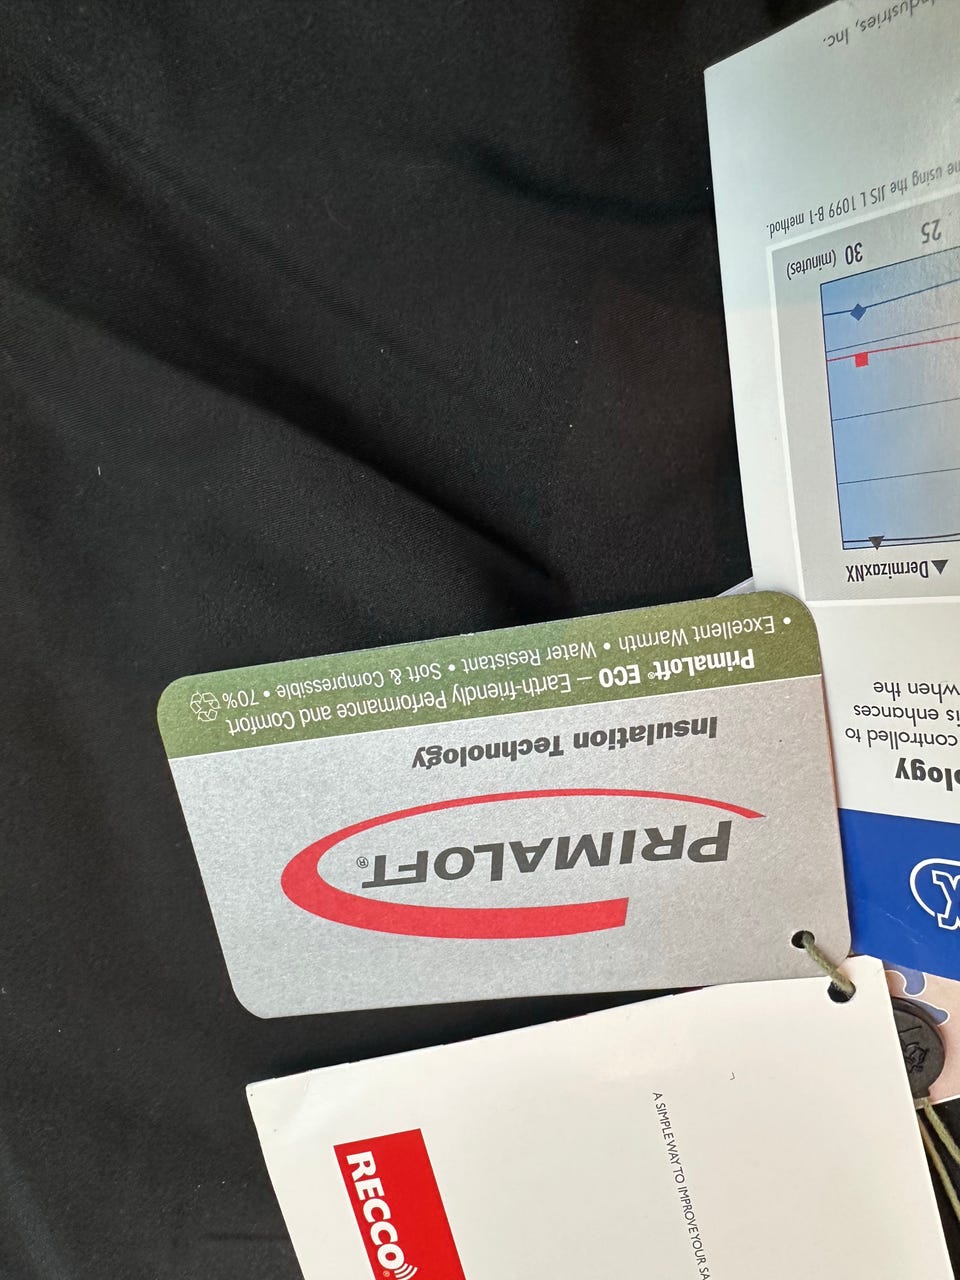 PRIMALOFT®
Insulation Technology
PrimaLoft® ECO – Earth-friendly Performance and Comfort
• Excellent Warmth • Water Resistant • Soft & Compressible • 70%
RECCO®
A SIMPLE WAY TO IMPROVE YOUR SA
ology
controlled to
is enhances
when the
▲ DermizaxNX
25 30 (minutes)
me using the JIS L 1099 B-1 method.
Industries, Inc.